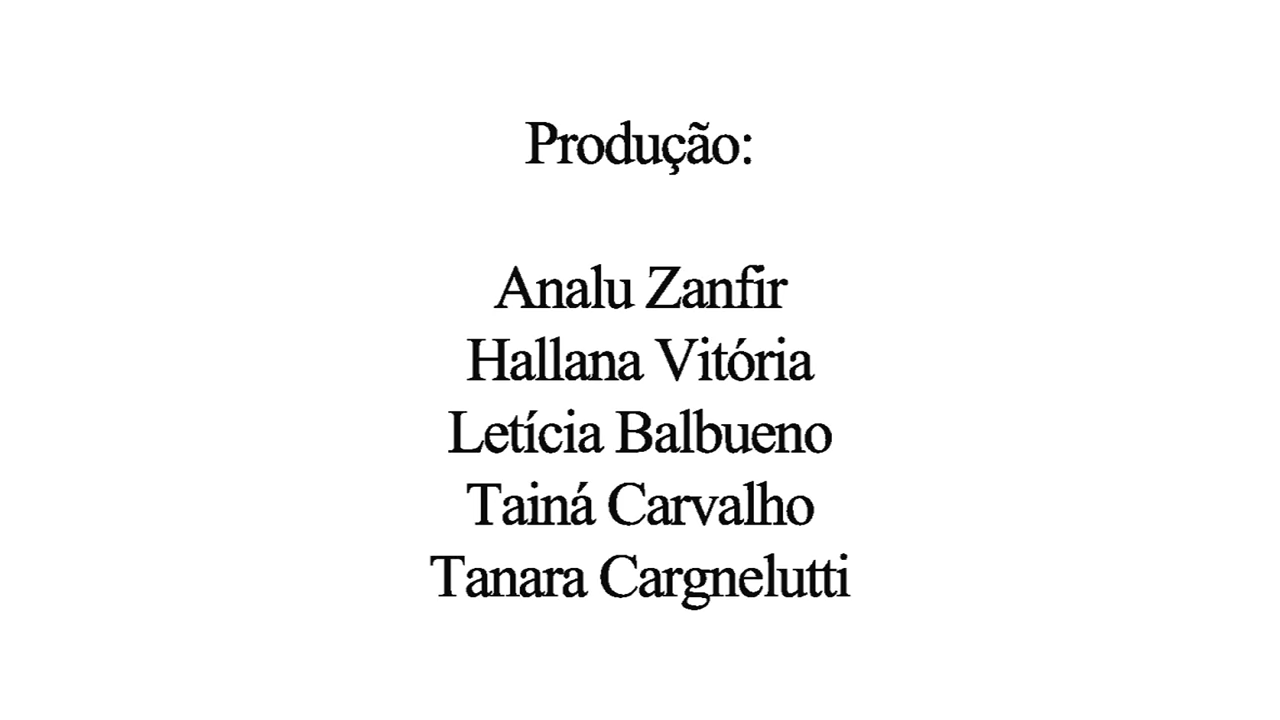 Produção:
Analu Zanfir
Hallana Vitória
Letícia Balbueno
Tainá Carvalho
Tanara Cargnelutti